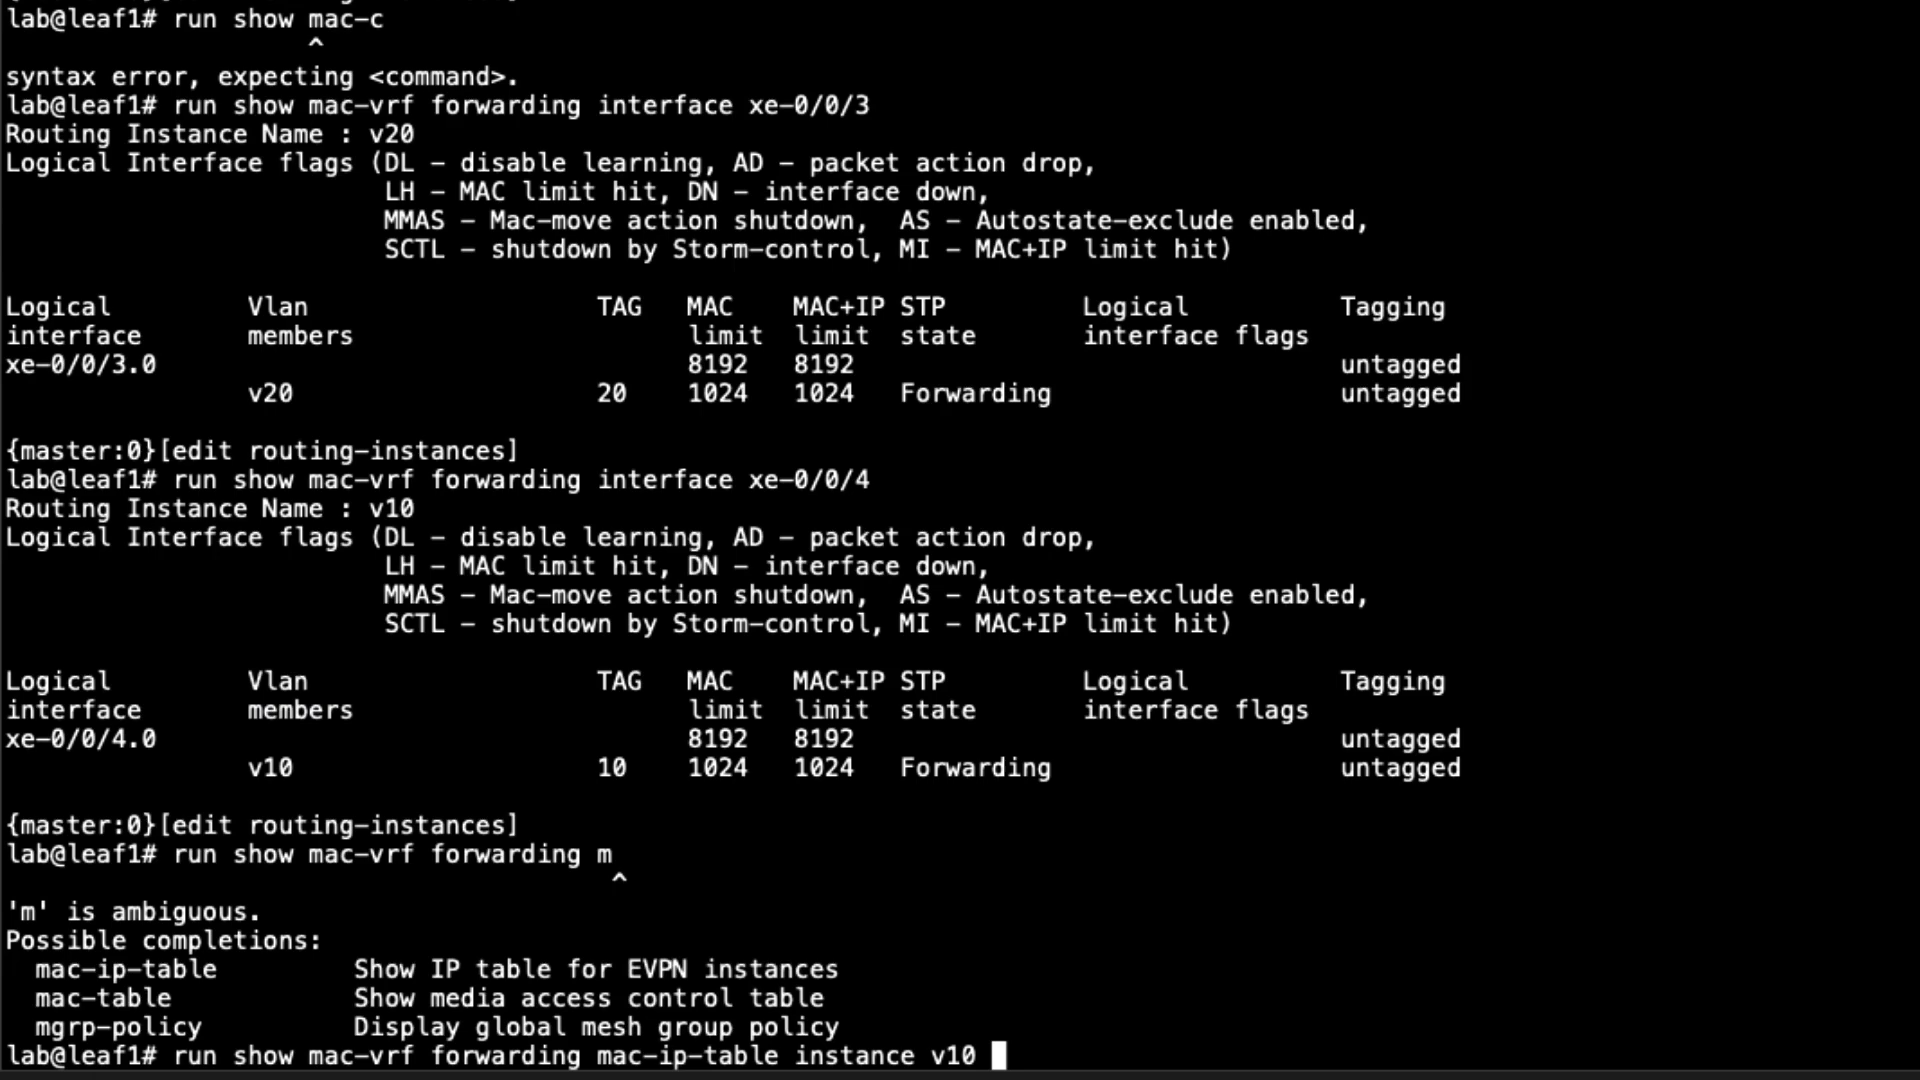 lab@leaf1# run show mac-c
^
syntax error, expecting <command>.
lab@leaf1# run show mac-vrf forwarding interface xe-0/0/3
Routing Instance Name : v20
Logical Interface flags (DL - disable learning, AD - packet action drop,
LH - MAC limit hit, DN - interface down,
MMAS - Mac-move action shutdown,  AS - Autostate-exclude enabled,
SCTL - shutdown by Storm-control, MI - MAC+IP limit hit)
Logical Vlan TAG MAC MAC+IP STP Logical Tagging
interface members limit limit state interface flags
xe-0/0/3.0 8192 8192 untagged
v20 20 1024 1024 Forwarding untagged
{master:0}[edit routing-instances]
lab@leaf1# run show mac-vrf forwarding interface xe-0/0/4
Routing Instance Name : v10
Logical Interface flags (DL - disable learning, AD - packet action drop,
LH - MAC limit hit, DN - interface down,
MMAS - Mac-move action shutdown,  AS - Autostate-exclude enabled,
SCTL - shutdown by Storm-control, MI - MAC+IP limit hit)
Logical Vlan TAG MAC MAC+IP STP Logical Tagging
interface members limit limit state interface flags
xe-0/0/4.0 8192 8192 untagged
v10 10 1024 1024 Forwarding untagged
{master:0}[edit routing-instances]
lab@leaf1# run show mac-vrf forwarding m
^
'm' is ambiguous.
Possible completions:
mac-ip-table Show IP table for EVPN instances
mac-table Show media access control table
mgrp-policy Display global mesh group policy
lab@leaf1# run show mac-vrf forwarding mac-ip-table instance v10